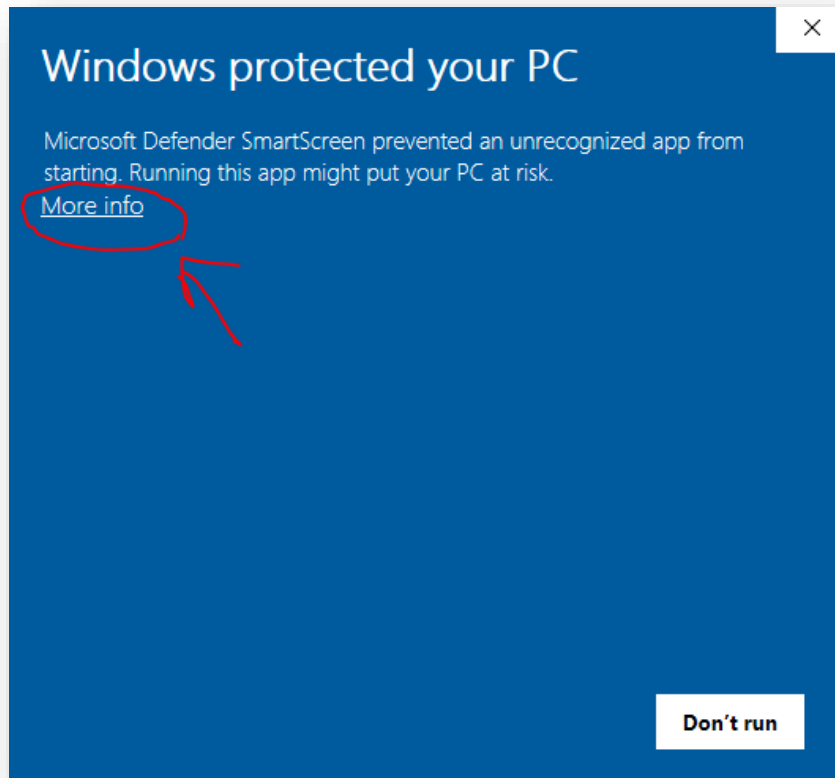 Windows protected your PC
Microsoft Defender SmartScreen prevented an unrecognized app from
starting. Running this app might put your PC at risk.
More info
Don't run